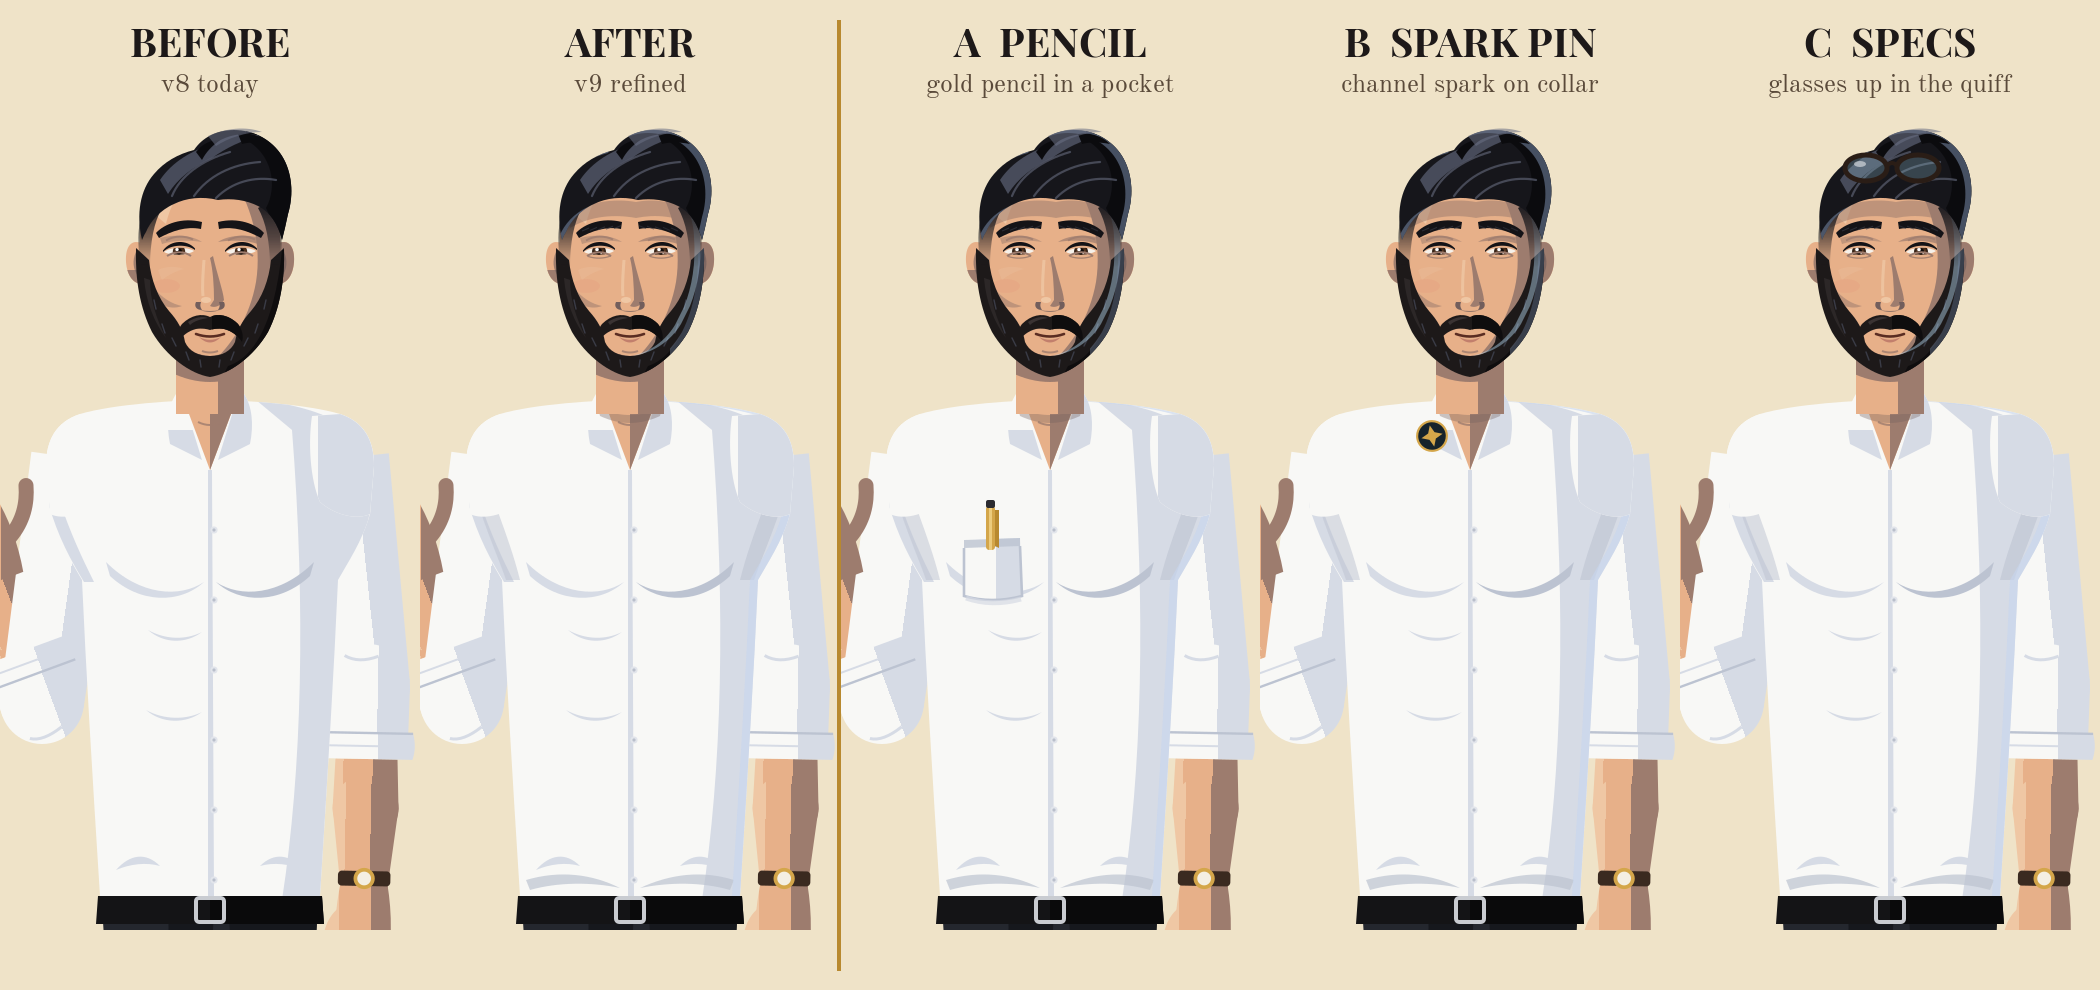 BEFORE
v8 today
AFTER
v9 refined
A PENCIL
gold pencil in a pocket
B SPARK PIN
channel spark on collar
C SPECS
glasses up in the quiff